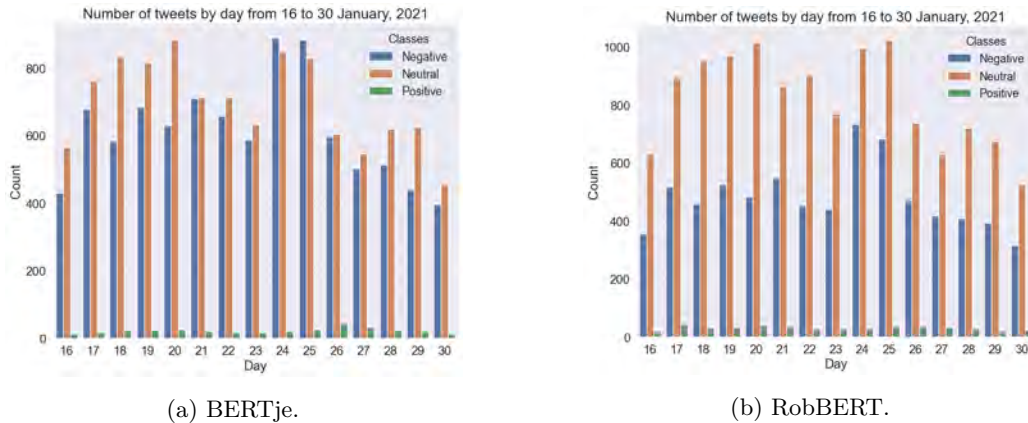 Number of tweets by day from 16 to 30 January, 2021
Classes
Negative
Neutral
Positive
800
600
400
200
0
Count
16 17 18 19 20 21 22 23 24 25 26 27 28 29 30
Day
(a) BERTje.
Number of tweets by day from 16 to 30 January, 2021
Classes
Negative
Neutral
Positive
1000
800
600
400
200
0
Count
16 17 18 19 20 21 22 23 24 25 26 27 28 29 30
Day
(b) RobBERT.